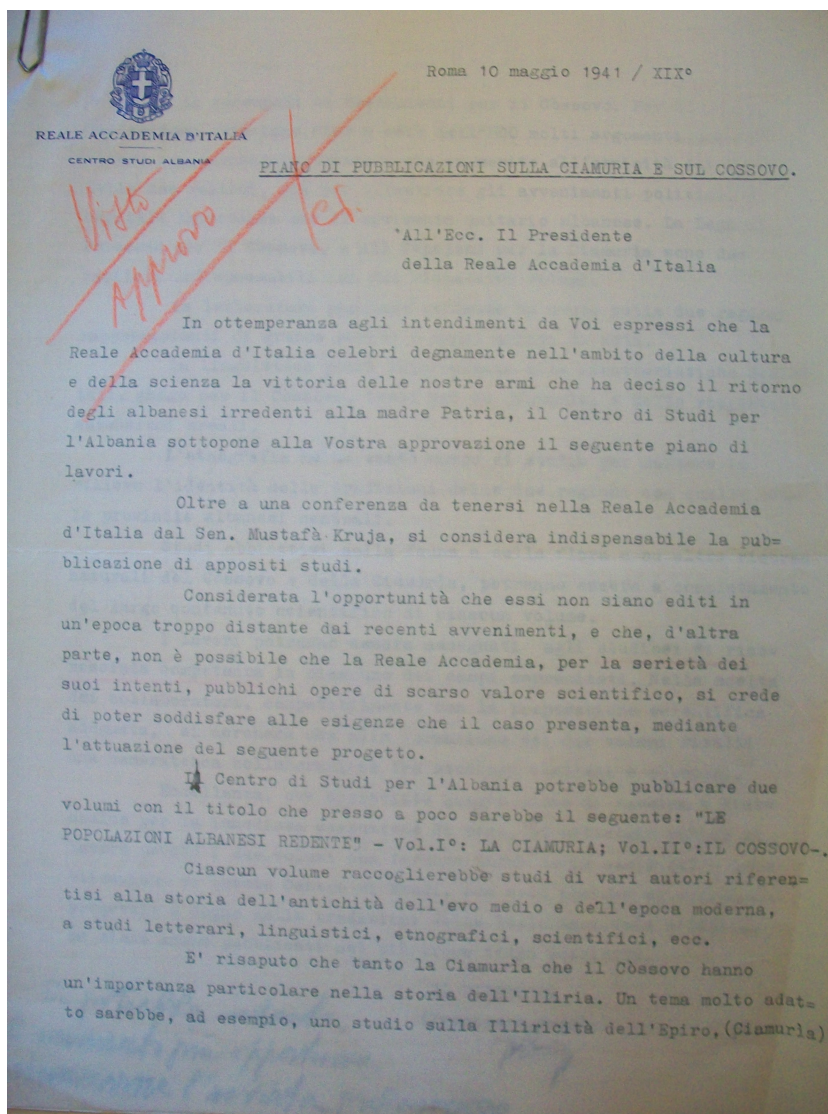 Roma 10 maggio 1941 / XIX°
REALE ACCADEMIA D'ITALIA
CENTRO STUDI ALBANIA
PIANO DI PUBBLICAZIONI SULLA CIAMURIA E SUL COSSOVO.
Visto
Approvo
'All'Ecc. Il Presidente
della Reale Accademia d'Italia
In ottemperanza agli intendimenti da Voi espressi che la
Reale Accademia d'Italia celebri degnamente nell'ambito della cultura
e della scienza la vittoria delle nostre armi che ha deciso il ritorno
degli albanesi irredenti alla madre Patria, il Centro di Studi per
l'Albania sottopone alla Vostra approvazione il seguente piano di
lavori.
Oltre a una conferenza da tenersi nella Reale Accademia
d'Italia dal Sen. Mustafà Kruja, si considera indispensabile la pub=
blicazione di appositi studi.
Considerata l'opportunità che essi non siano editi in
un'epoca troppo distante dai recenti avvenimenti, e che, d'altra
parte, non è possibile che la Reale Accademia, per la serietà dei
suoi intenti, pubblichi opere di scarso valore scientifico, si crede
di poter soddisfare alle esigenze che il caso presenta, mediante
l'attuazione del seguente progetto.
Il Centro di Studi per l'Albania potrebbe pubblicare due
volumi con il titolo che presso a poco sarebbe il seguente: "LE
POPOLAZIONI ALBANESI REDENTE" - Vol.I°: LA CIAMURIA; Vol.II°:IL COSSOVO-.
Ciascun volume raccoglierebbe studi di vari autori riferen=
tisi alla storia dell'antichità dell'evo medio e dell'epoca moderna,
a studi letterari, linguistici, etnografici, scientifici, ecc.
E' risaputo che tanto la Ciamurìa che il Còssovo hanno
un'importanza particolare nella storia dell'Illiria. Un tema molto adat=
to sarebbe, ad esempio, uno studio sulla Illiricità dell'Epiro,(Ciamurìa)